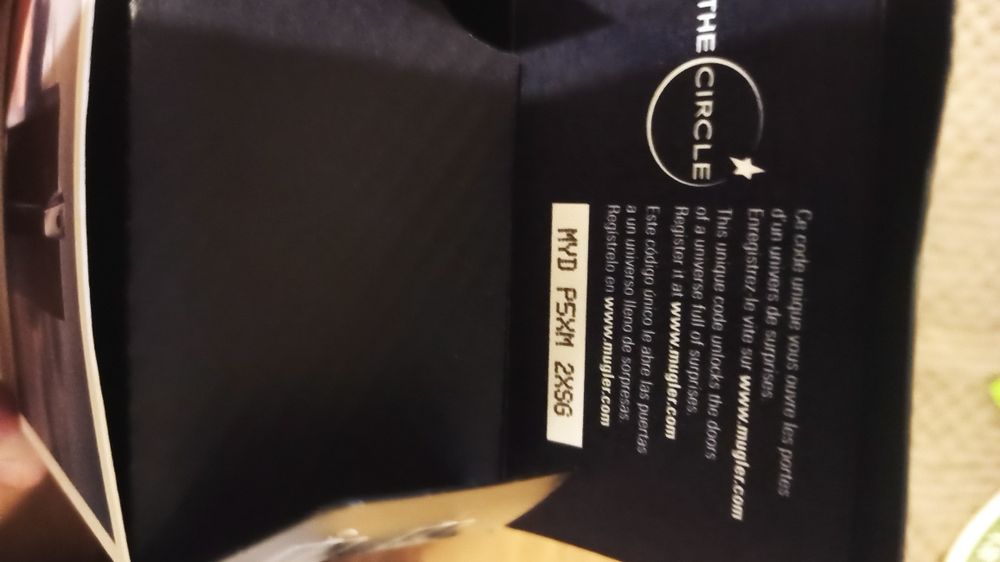 THE CIRCLE
Ce code unique vous ouvre les portes
d'un univers de surprises.
Enregistrez le vite sur www.mugler.com
This unique code unlocks the doors
of a universe full of surprises.
Register it at www.mugler.com
Este código único le abre las puertas
a un universo lleno de sorpresas.
Regístrelo en www.mugler.com
MYD P5XM 2XSG